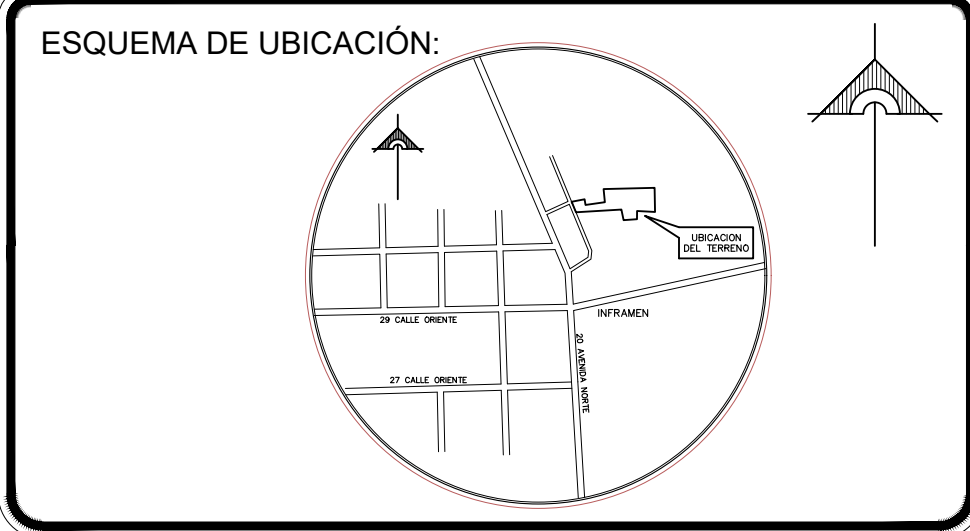 ESQUEMA DE UBICACIÓN:
UBICACION
DEL TERRENO
INFRAMEN
29 CALLE ORIENTE
20 AVENIDA NORTE
27 CALLE ORIENTE